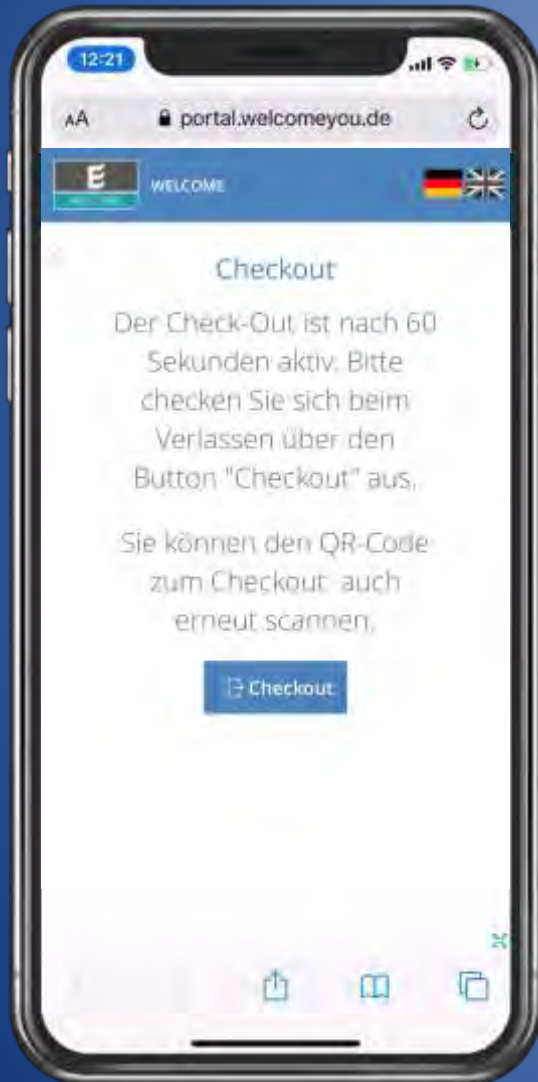 12:21
AA portal.welcomeyou.de
E WELCOME
Checkout
Der Check-Out ist nach 60
Sekunden aktiv. Bitte
checken Sie sich beim
Verlassen über den
Button "Checkout" aus.
Sie können den QR-Code
zum Checkout auch
erneut scannen.
Checkout